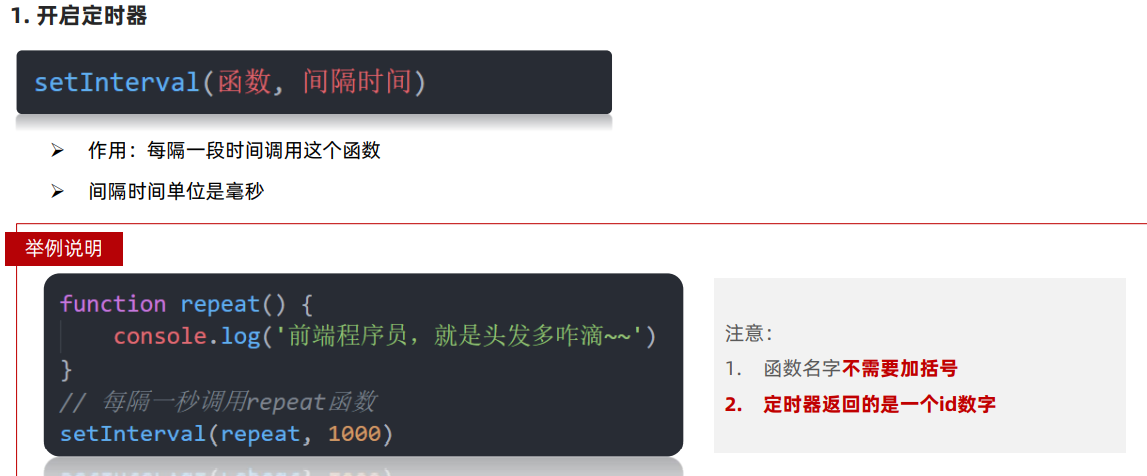 1. 开启定时器
setInterval(函数, 间隔时间)
➢ 作用：每隔一段时间调用这个函数
➢ 间隔时间单位是毫秒
举例说明
function repeat() {
    console.log('前端程序员，就是头发多咋滴~~')
}
// 每隔一秒调用repeat函数
setInterval(repeat, 1000)
注意：
1. 函数名字不需要加括号
2. 定时器返回的是一个id数字